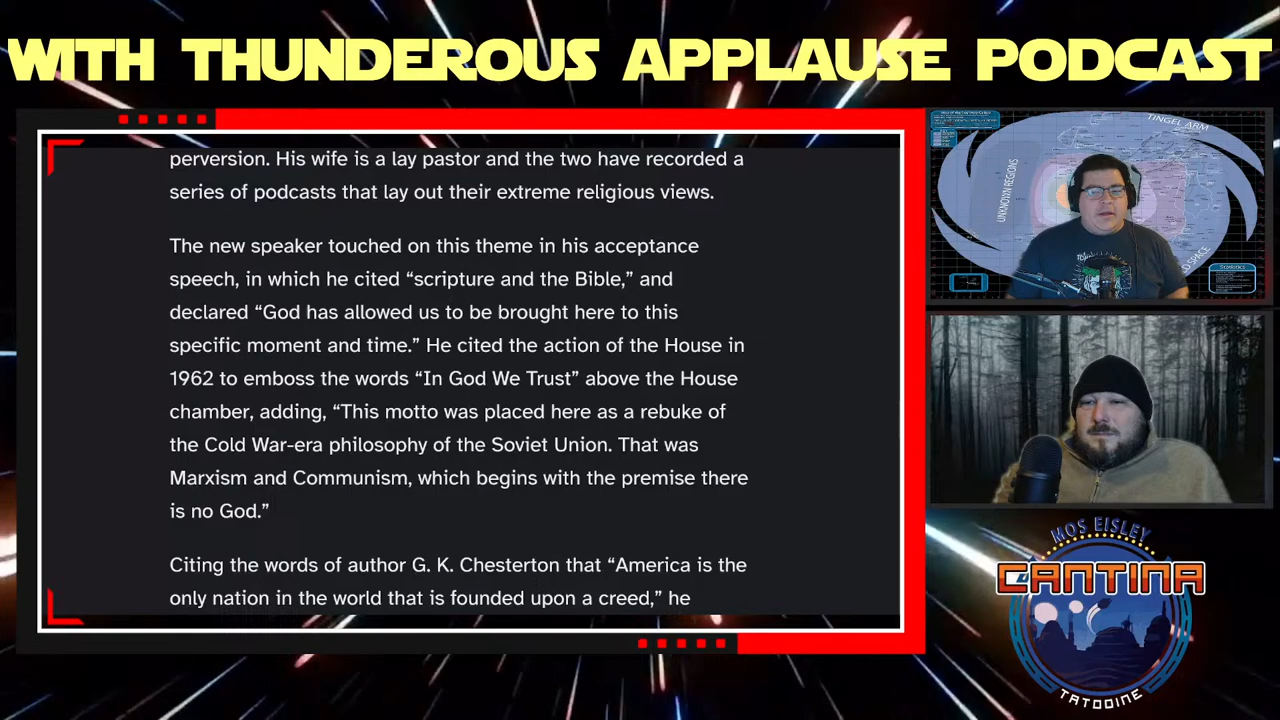 WITH THUNDEROUS APPLAUSE PODCAST
perversion. His wife is a lay pastor and the two have recorded a
series of podcasts that lay out their extreme religious views.
The new speaker touched on this theme in his acceptance
speech, in which he cited “scripture and the Bible,” and
declared “God has allowed us to be brought here to this
specific moment and time.” He cited the action of the House in
1962 to emboss the words “In God We Trust” above the House
chamber, adding, “This motto was placed here as a rebuke of
the Cold War-era philosophy of the Soviet Union. That was
Marxism and Communism, which begins with the premise there
is no God.”
Citing the words of author G. K. Chesterton that “America is the
only nation in the world that is founded upon a creed,” he
TINGEL ARM
UNKNOWN REGIONS
D SPACE
Statistics
MOS EISLEY
CANTINA
TATOOINE